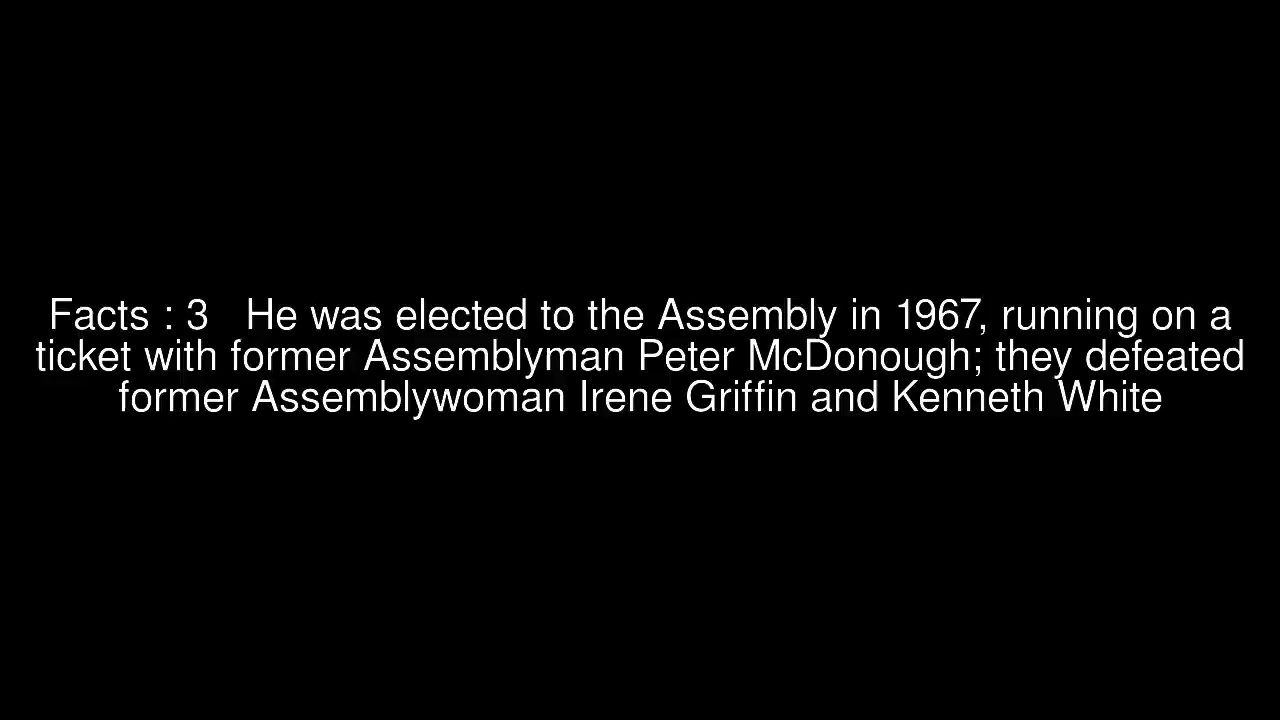 Facts : 3   He was elected to the Assembly in 1967, running on a
ticket with former Assemblyman Peter McDonough; they defeated
former Assemblywoman Irene Griffin and Kenneth White